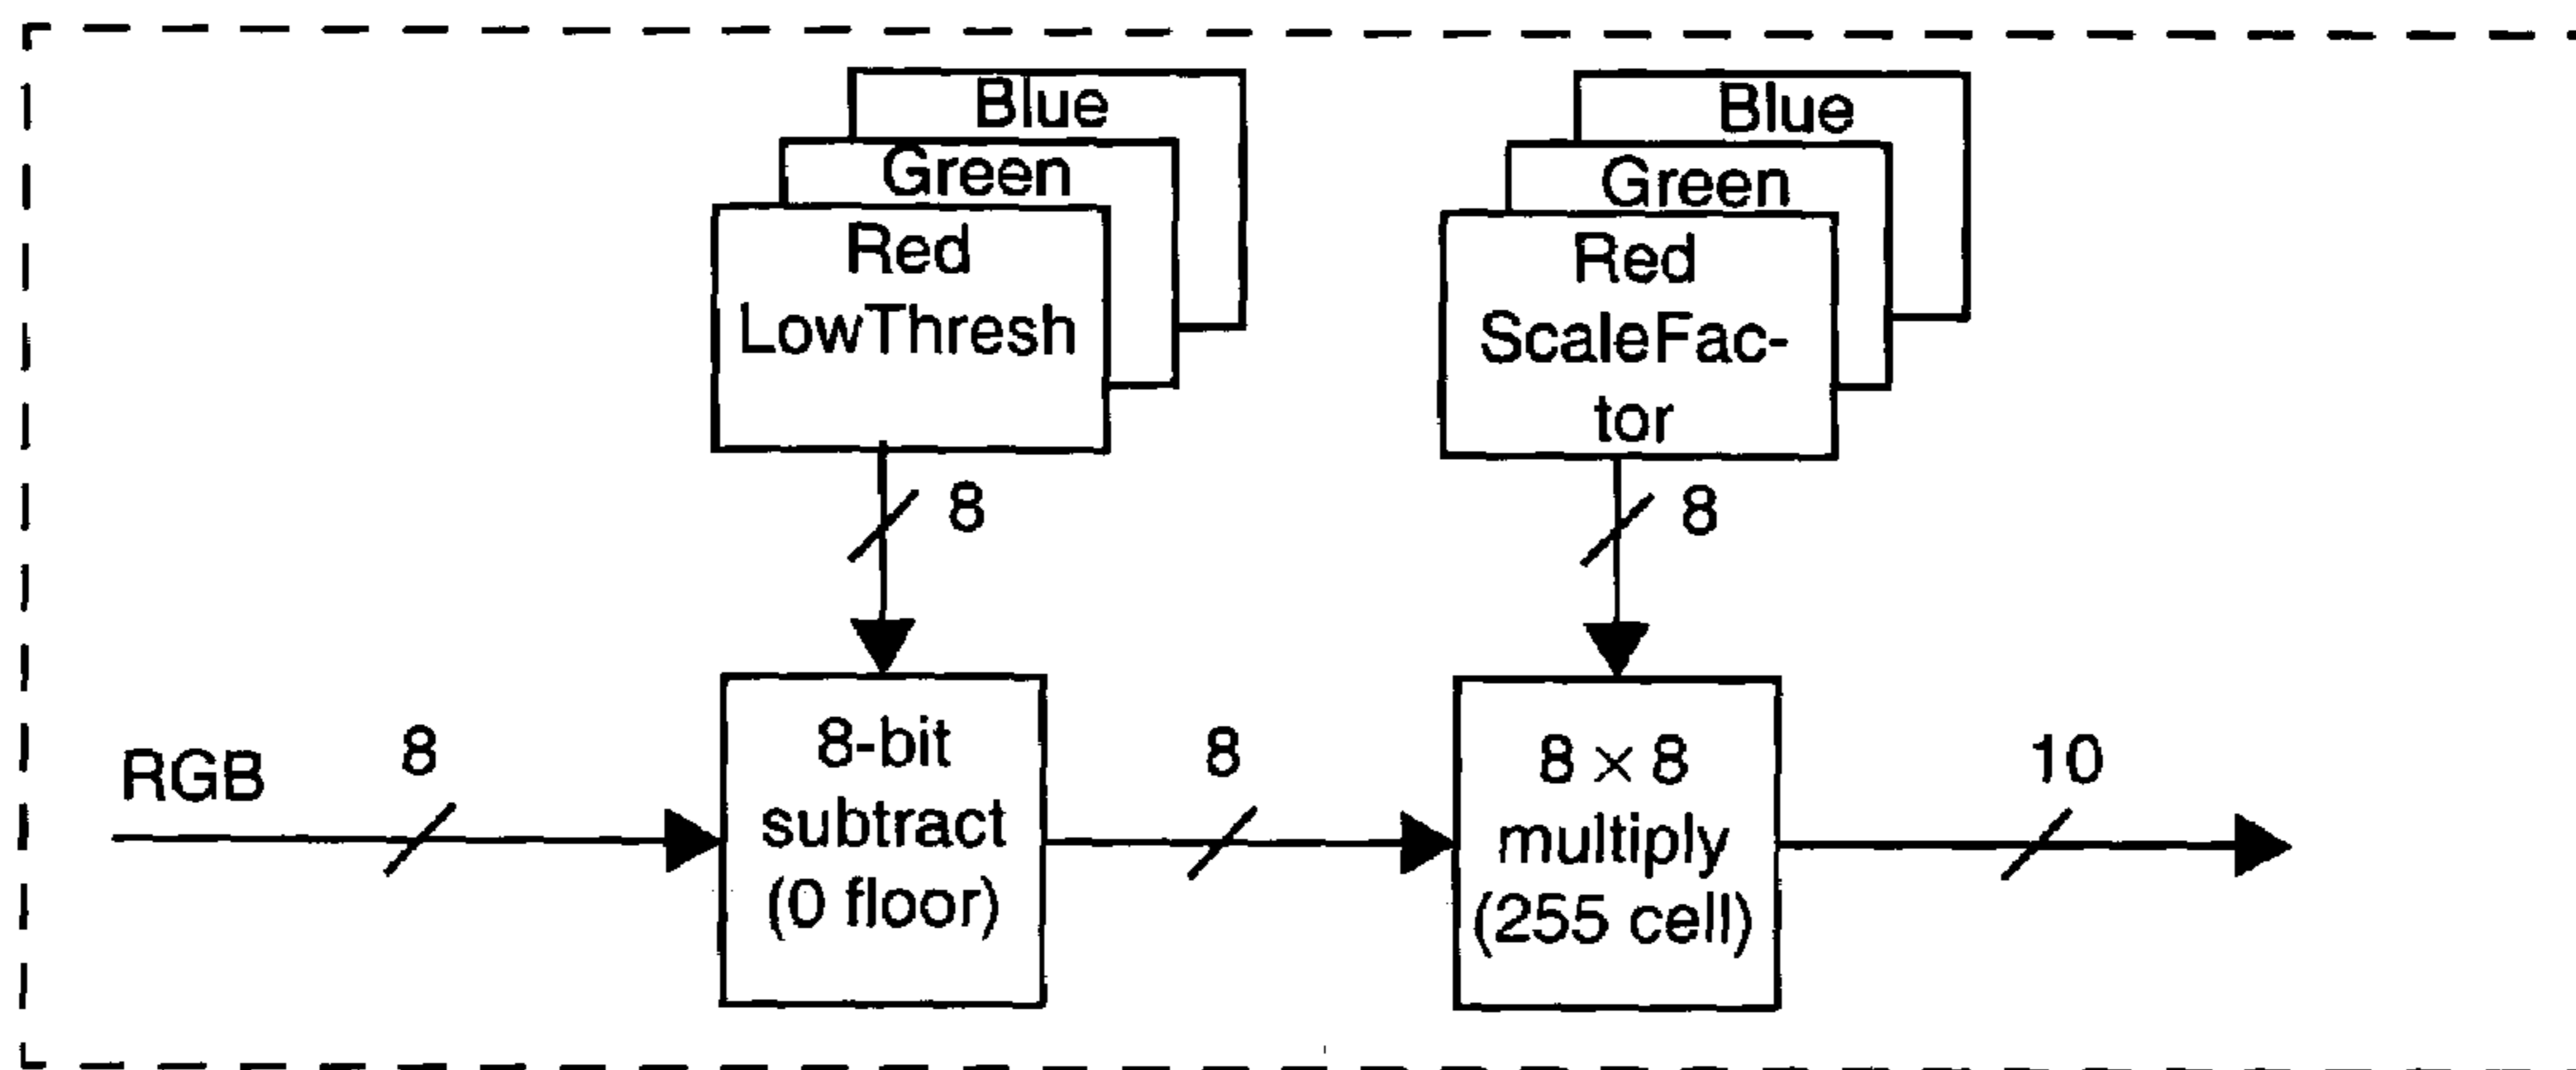 Blue
Green
Red
LowThresh
8
Blue
Green
Red
ScaleFac-
tor
8
RGB
8
8-bit
subtract
(0 floor)
8
8 × 8
multiply
(255 cell)
10